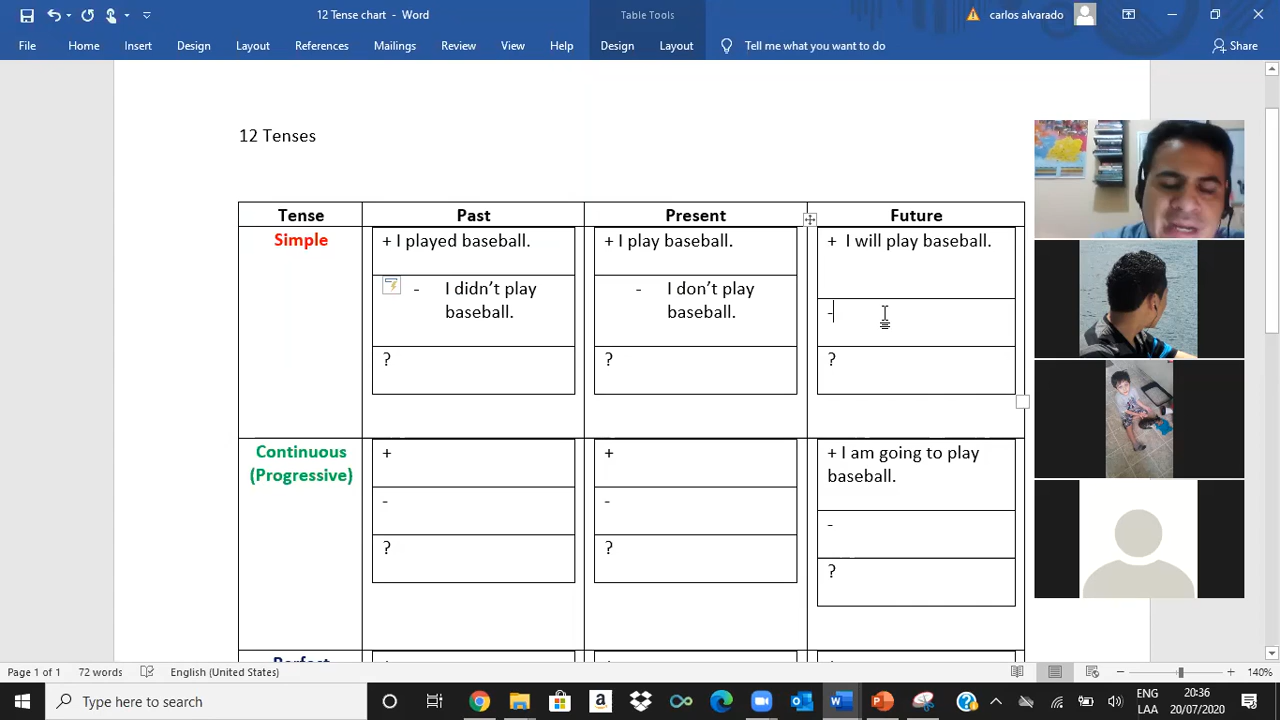 12 Tense chart - Word
Table Tools
carlos alvarado
File
Home
Insert
Design
Layout
References
Mailings
Review
View
Help
Design
Layout
Tell me what you want to do
Share
12 Tenses
Tense
Past
Present
Future
Simple
+ I played baseball.
+ I play baseball.
+ I will play baseball.
- I didn’t play
baseball.
- I don’t play
baseball.
-
?
?
?
Continuous
(Progressive)
+
+
+ I am going to play
baseball.
-
-
-
?
?
?
Perfect
Page 1 of 1
72 words
English (United States)
140%
Type here to search
ENG
LAA
20:36
20/07/2020